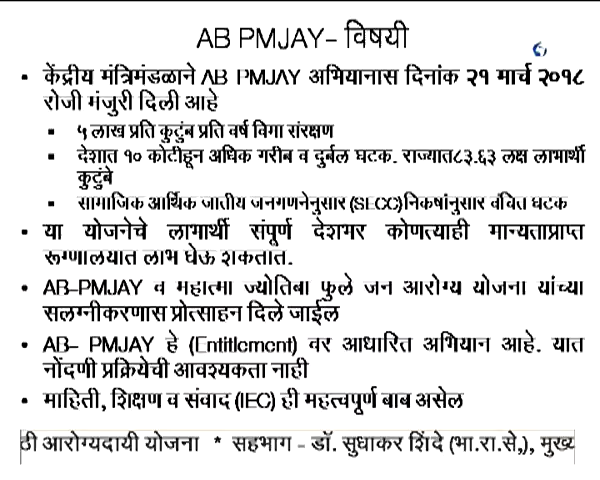 AB PMJAY- विषयी
• केंद्रीय मंत्रिमंडळाने AB PMJAY अभियानास दिनांक २१ मार्च २०१८
रोजी मंजुरी दिली आहे
▪ ५ लाख प्रति कुटुंब प्रति वर्ष विमा संरक्षण
▪ देशात १० कोटीहून अधिक गरीब व दुर्बल घटक. राज्यात८३.६३ लक्ष लाभार्थी
कुटुंबे
▪ सामाजिक आर्थिक जातीय जनगणनेनुसार (SECC)निकषांनुसार वंचित घटक
• या योजनेचे लाभार्थी संपूर्ण देशभर कोणत्याही मान्यताप्राप्त
रूग्णालयात लाभ घेऊ शकतात.
• AB-PMJAY व महात्मा ज्योतिबा फुले जन आरोग्य योजना यांच्या
सलग्नीकरणास प्रोत्साहन दिले जाईल
• AB- PMJAY हे (Entitlement) वर आधारित अभियान आहे. यात
नोंदणी प्रक्रियेची आवश्यकता नाही
• माहिती, शिक्षण व संवाद (IEC) ही महत्वपूर्ण बाब असेल
ठी आरोग्यदायी योजना * सहभाग - डॉ. सुधाकर शिंदे (भा.रा.से,), मुख्य